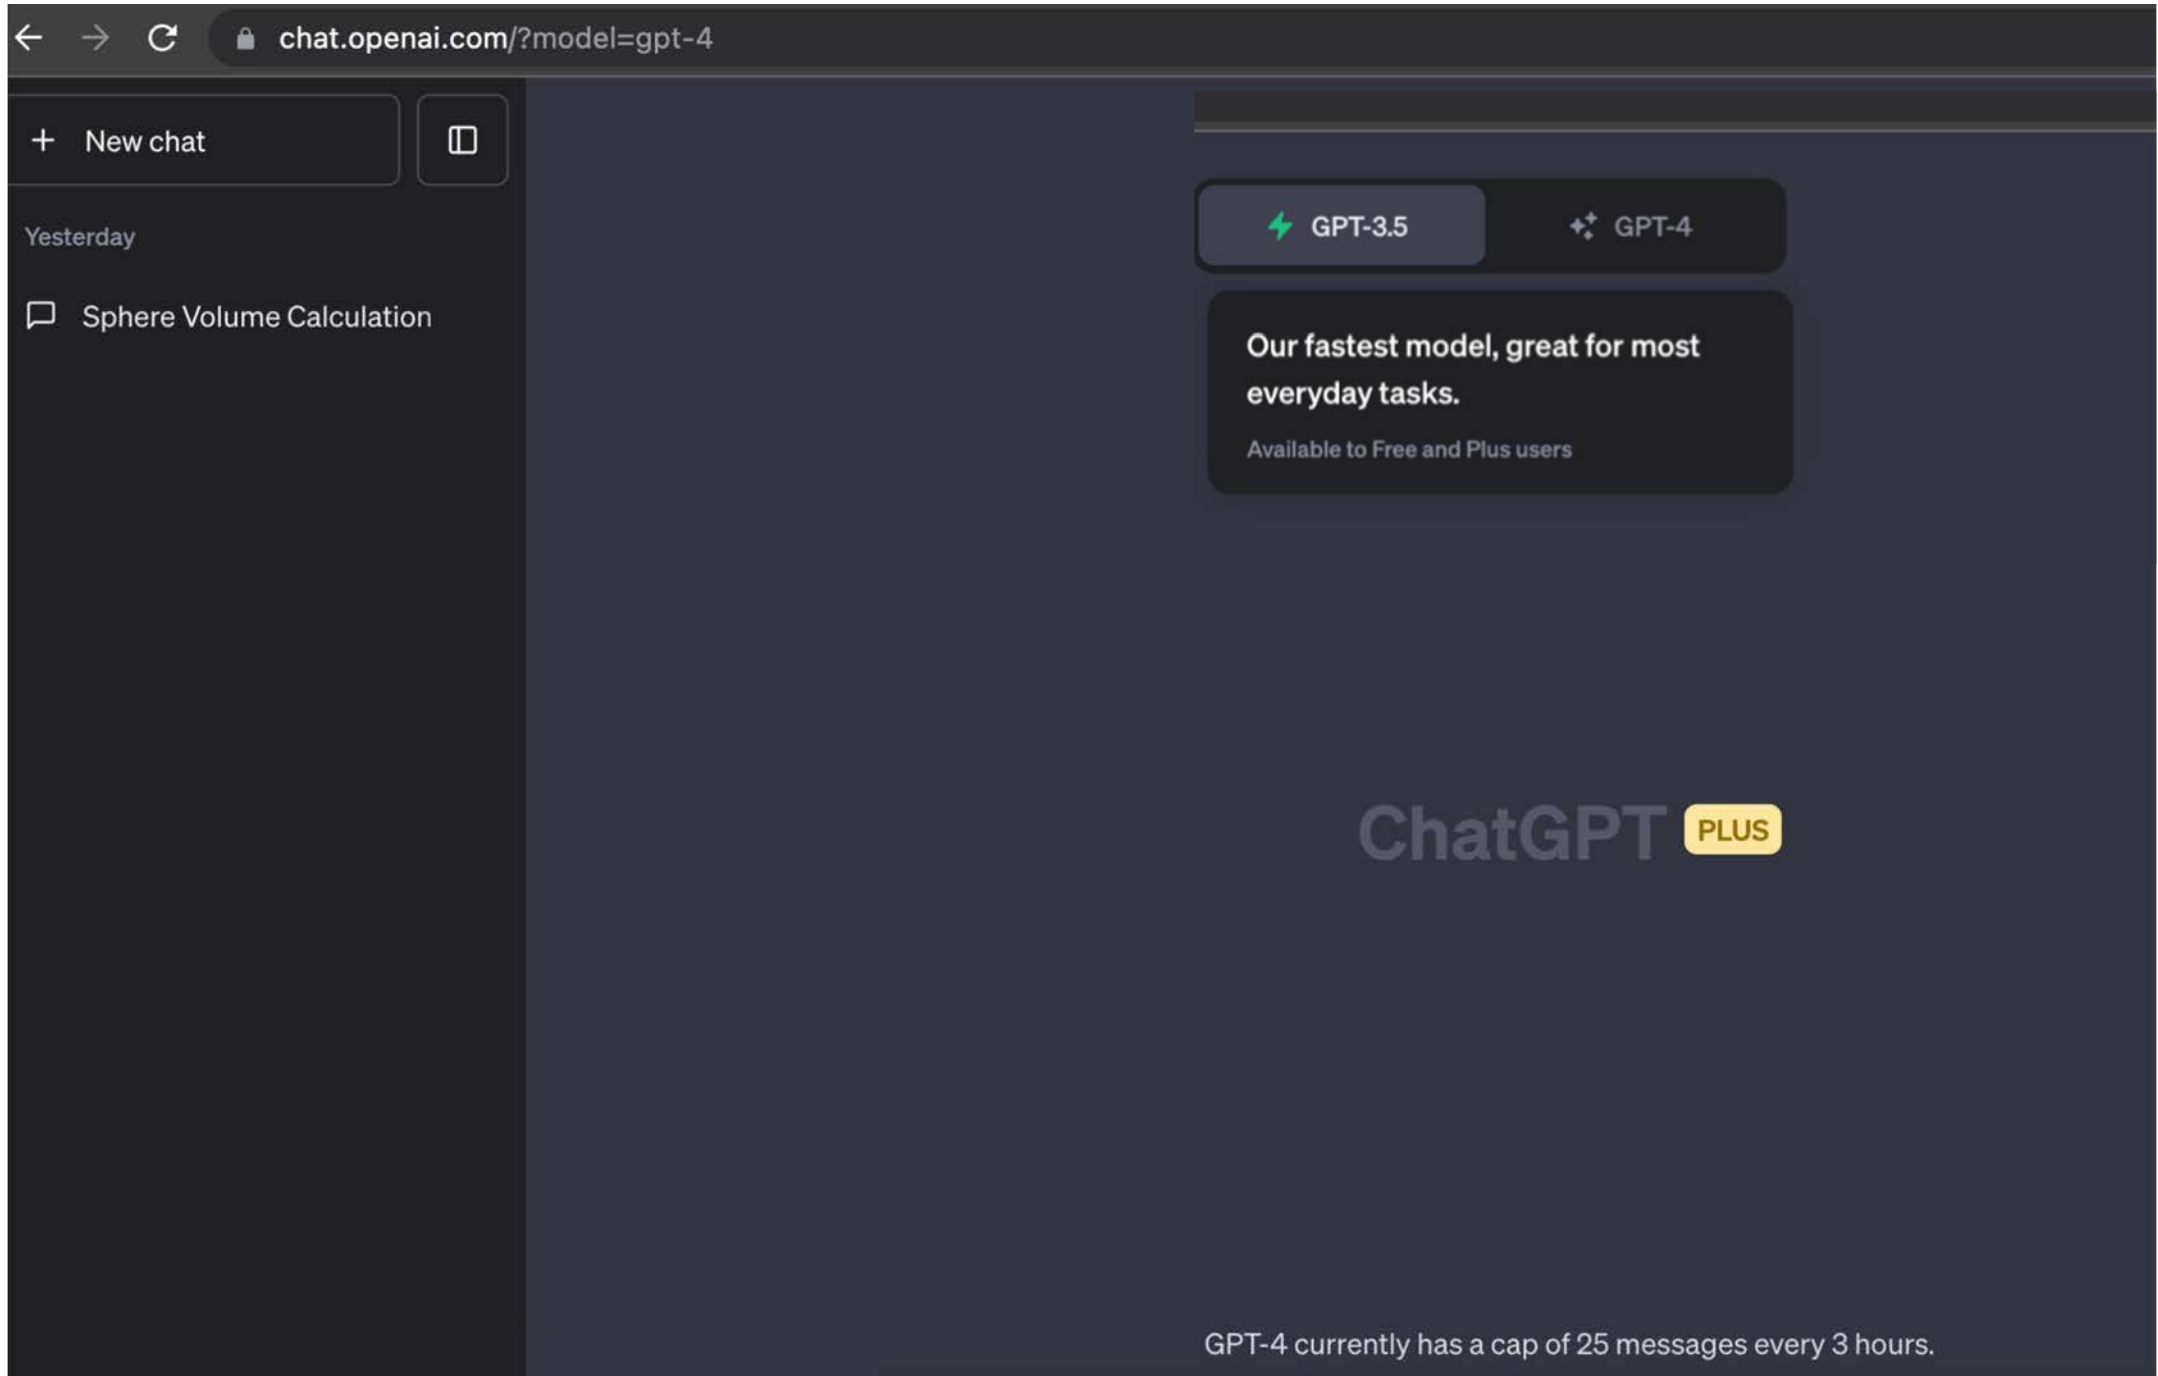 chat.openai.com/?model=gpt-4
New chat
Yesterday
Sphere Volume Calculation
GPT-3.5
GPT-4
Our fastest model, great for most
everyday tasks.
Available to Free and Plus users
ChatGPT PLUS
GPT-4 currently has a cap of 25 messages every 3 hours.